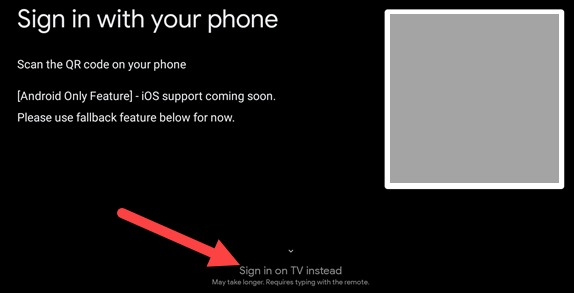 Sign in with your phone
Scan the QR code on your phone
[Android Only Feature] - iOS support coming soon.
Please use fallback feature below for now.
Sign in on TV instead
May take longer. Requires typing with the remote.